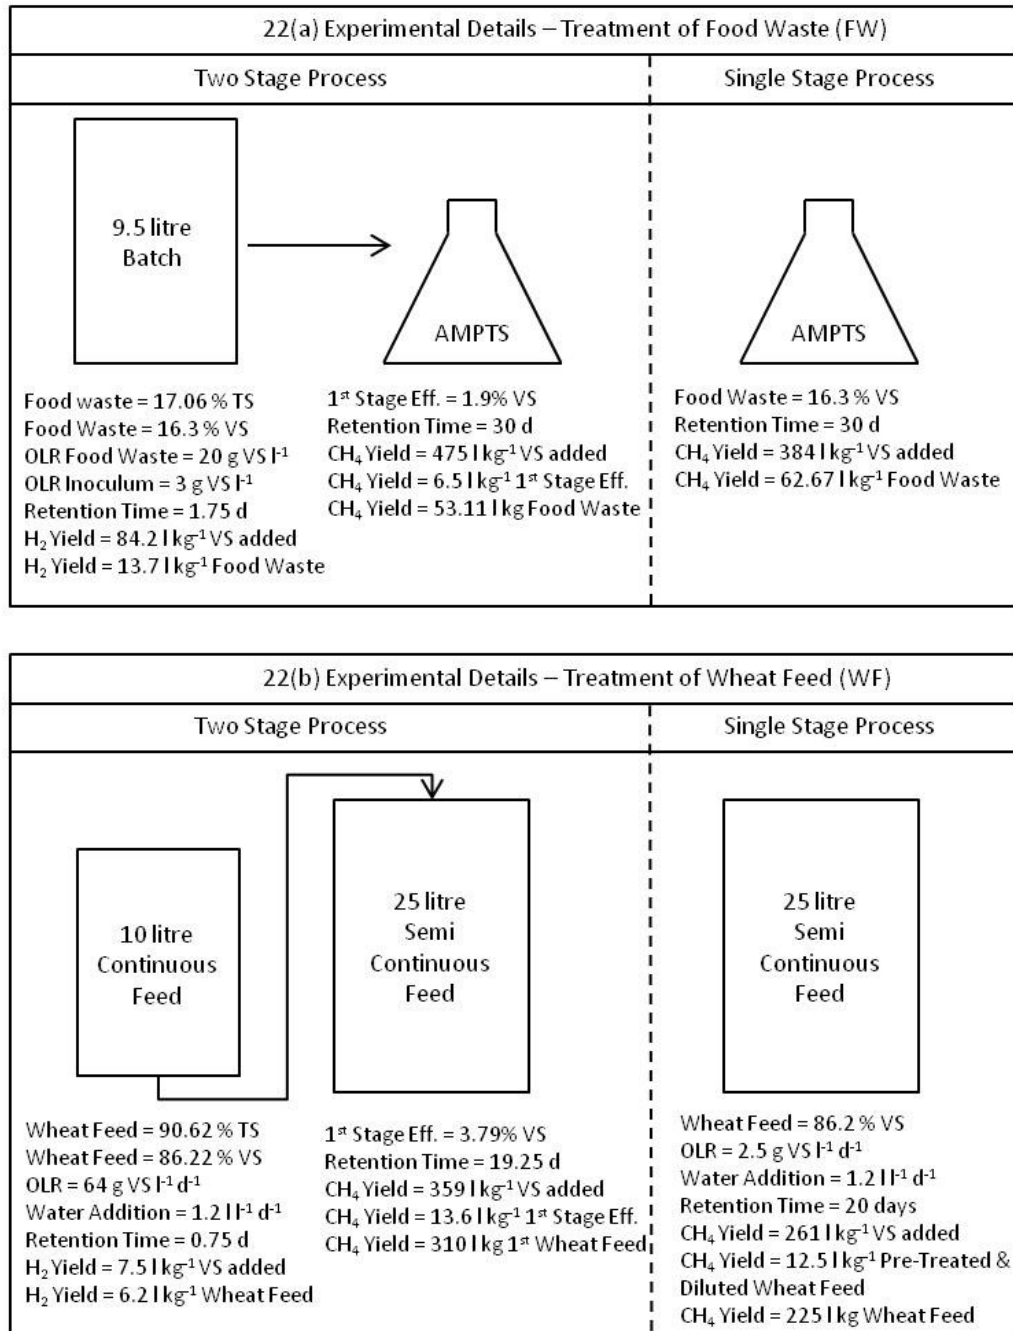 22(a) Experimental Details – Treatment of Food Waste (FW)
Two Stage Process
Single Stage Process
9.5 litre
Batch
AMPTS
AMPTS
Food waste = 17.06 % TS
Food Waste = 16.3 % VS
OLR Food Waste = 20 g VS l⁻¹
OLR Inoculum = 3 g VS l⁻¹
Retention Time = 1.75 d
H₂ Yield = 84.2 l kg⁻¹ VS added
H₂ Yield = 13.7 l kg⁻¹ Food Waste
1ˢᵗ Stage Eff. = 1.9% VS
Retention Time = 30 d
CH₄ Yield = 475 l kg⁻¹ VS added
CH₄ Yield = 6.5 l kg⁻¹ 1ˢᵗ Stage Eff.
CH₄ Yield = 53.11 l kg Food Waste
Food Waste = 16.3 % VS
Retention Time = 30 d
CH₄ Yield = 384 l kg⁻¹ VS added
CH₄ Yield = 62.67 l kg⁻¹ Food Waste
22(b) Experimental Details – Treatment of Wheat Feed (WF)
Two Stage Process
Single Stage Process
10 litre
Continuous
Feed
25 litre
Semi
Continuous
Feed
25 litre
Semi
Continuous
Feed
Wheat Feed = 90.62 % TS
Wheat Feed = 86.22 % VS
OLR = 64 g VS l⁻¹ d⁻¹
Water Addition = 1.2 l l⁻¹ d⁻¹
Retention Time = 0.75 d
H₂ Yield = 7.5 l kg⁻¹ VS added
H₂ Yield = 6.2 l kg⁻¹ Wheat Feed
1ˢᵗ Stage Eff. = 3.79% VS
Retention Time = 19.25 d
CH₄ Yield = 359 l kg⁻¹ VS added
CH₄ Yield = 13.6 l kg⁻¹ 1ˢᵗ Stage Eff.
CH₄ Yield = 310 l kg 1ˢᵗ Wheat Feed
Wheat Feed = 86.2 % VS
OLR = 2.5 g VS l⁻¹ d⁻¹
Water Addition = 1.2 l l⁻¹ d⁻¹
Retention Time = 20 days
CH₄ Yield = 261 l kg⁻¹ VS added
CH₄ Yield = 12.5 l kg⁻¹ Pre-Treated &
Diluted Wheat Feed
CH₄ Yield = 225 l kg Wheat Feed